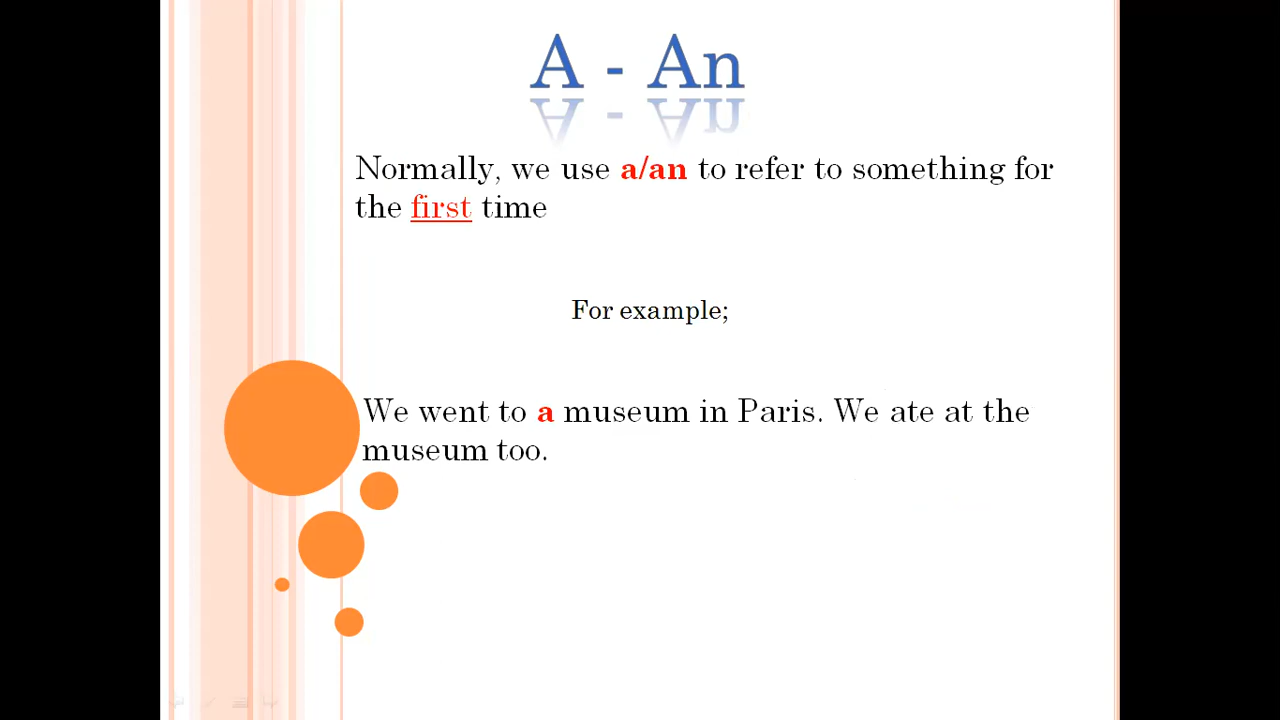 A - An
Normally, we use a/an to refer to something for
the first time
For example;
We went to a museum in Paris. We ate at the
museum too.